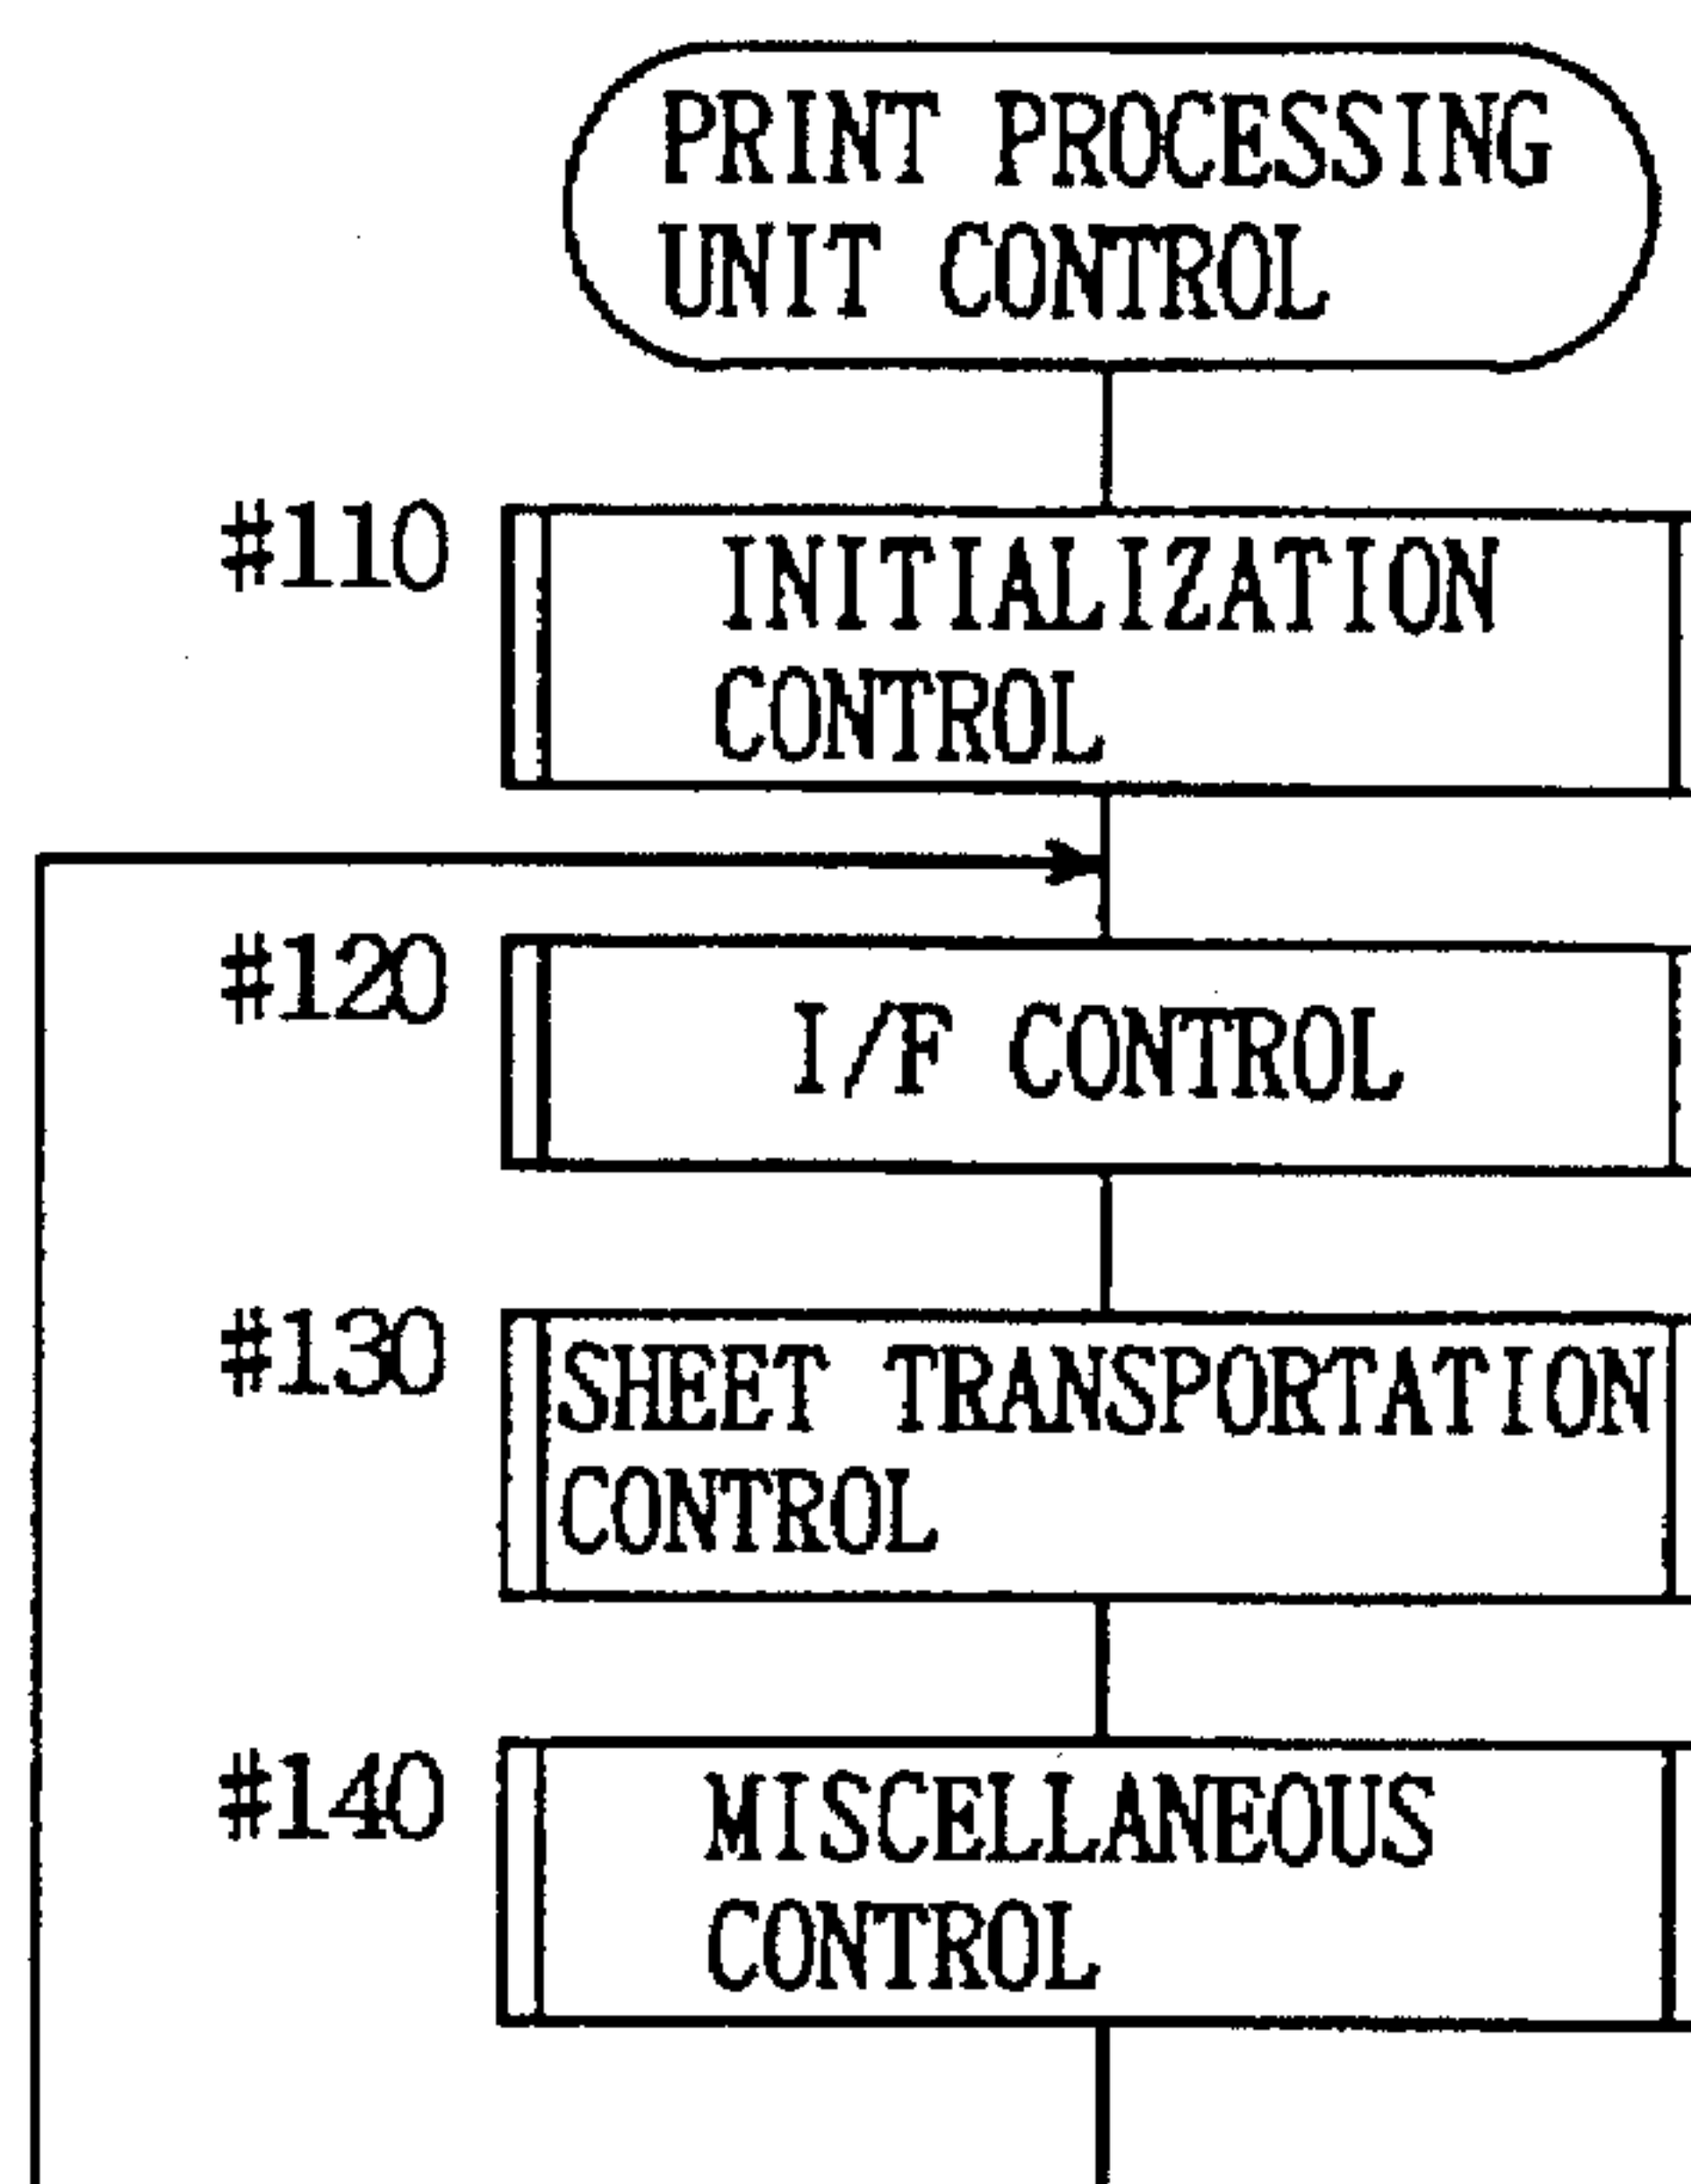 PRINT PROCESSING
UNIT CONTROL
#110
INITIALIZATION
CONTROL
#120
I/F CONTROL
#130
SHEET TRANSPORTATION
CONTROL
#140
MISCELLANEOUS
CONTROL